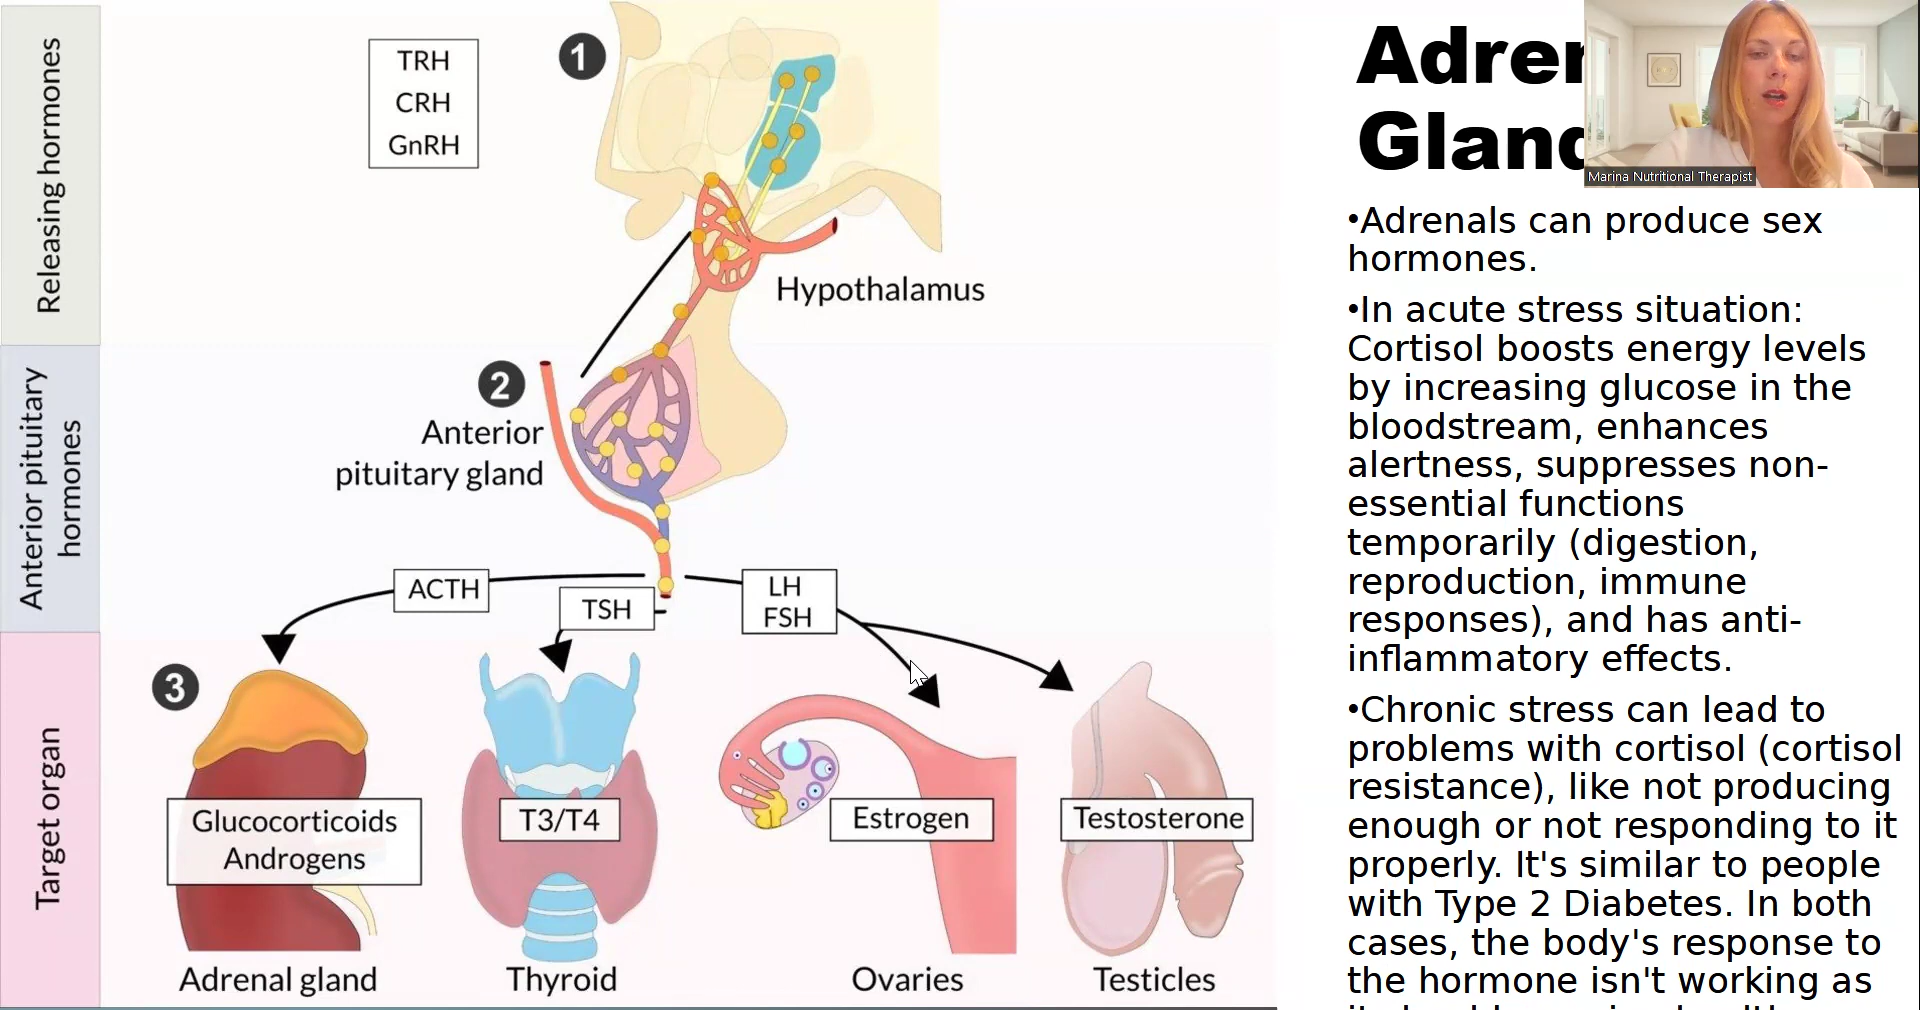 Releasing hormones
TRH
CRH
GnRH
1
Hypothalamus
Anterior pituitary
hormones
2
Anterior
pituitary gland
ACTH
TSH
LH
FSH
Target organ
3
Glucocorticoids
Androgens
T3/T4
Estrogen
Testosterone
Adrenal gland
Thyroid
Ovaries
Testicles
Adren
Gland
Marina Nutritional Therapist
•Adrenals can produce sex
hormones.
•In acute stress situation:
Cortisol boosts energy levels
by increasing glucose in the
bloodstream, enhances
alertness, suppresses non-
essential functions
temporarily (digestion,
reproduction, immune
responses), and has anti-
inflammatory effects.
•Chronic stress can lead to
problems with cortisol (cortisol
resistance), like not producing
enough or not responding to it
properly. It's similar to people
with Type 2 Diabetes. In both
cases, the body's response to
the hormone isn't working as